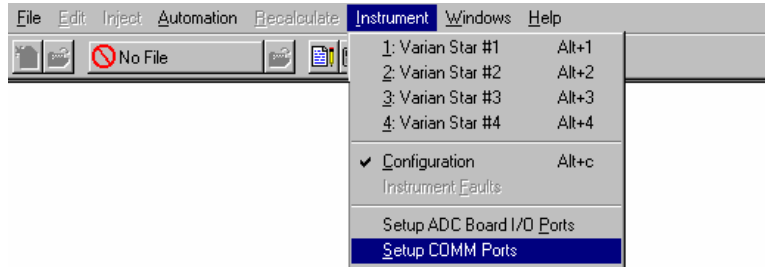 File Edit Inject Automation Recalculate Instrument Windows Help
No File
1: Varian Star #1 Alt+1
2: Varian Star #2 Alt+2
3: Varian Star #3 Alt+3
4: Varian Star #4 Alt+4
Configuration Alt+c
Instrument Faults
Setup ADC Board I/O Ports
Setup COMM Ports